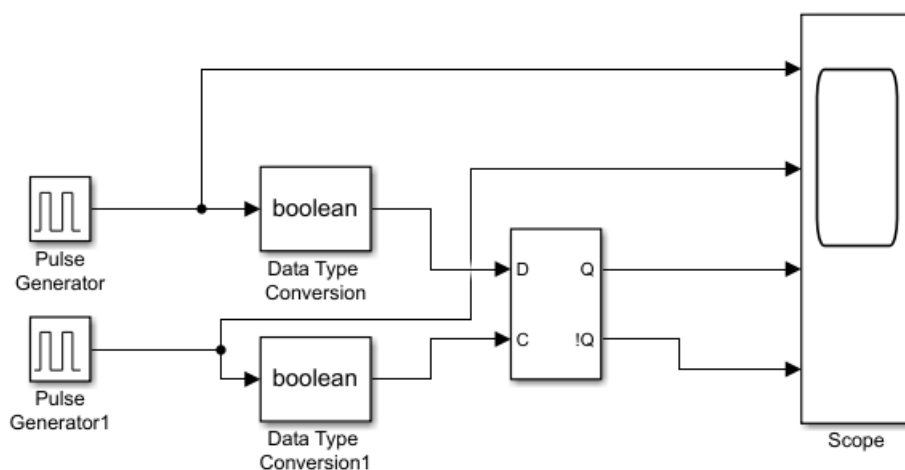 boolean
Pulse
Generator
Data Type
Conversion
D
Q
C
!Q
boolean
Pulse
Generator1
Data Type
Conversion1
Scope